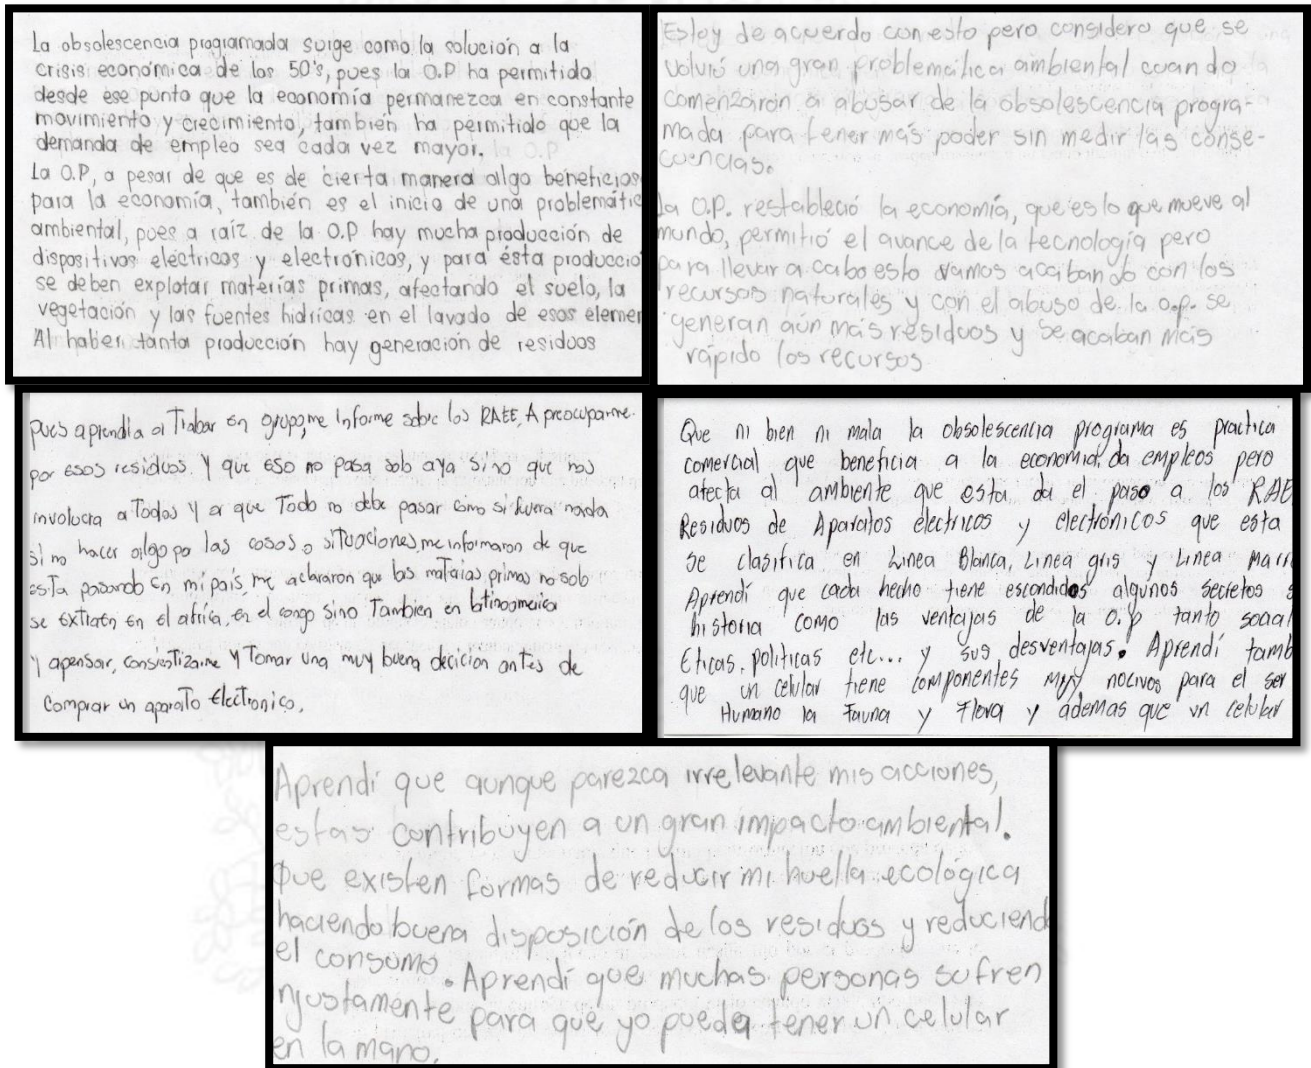 La obsolescencia programada surge como la solución a la
crisis económica de los 50's, pues la O.P ha permitido
desde ese punto que la economía permanezca en constante
movimiento y crecimiento, también ha permitido que la
demanda de empleo sea cada vez mayor.
La O.P, a pesar de que es de cierta manera algo beneficios
para la economía, también es el inicio de una problemátic
ambiental, pues a raíz de la O.P hay mucha producción de
dispositivos eléctricos y electrónicos, y para ésta producció
se deben explotar materias primas, afectando el suelo, la
vegetación y las fuentes hídricas en el lavado de esos elemen
Al haber tanta producción hay generación de residuos
Estoy de acuerdo con esto pero considero que se
volvió una gran problemática ambiental cuando
comenzaron a abusar de la obsolescencia progra-
mada para tener más poder sin medir las conse-
cuencias.
La O.P. restableció la economía, que es lo que mueve al
mundo, permitió el avance de la tecnología pero
para llevar a cabo esto vamos acabando con los
recursos naturales y con el abuso de la o.p. se
generan aún más residuos y se acaban más
rápido los recursos
pues aprendia a Trabar en grupo, me informe sobre los RAEE, A preocuparme
por esos residuos. Y que eso no pasa solo aya sino que nos
involucra a Todos y a que Todo no debe pasar como si fuera nada
si no hacer algo po las cosas o situaciones, me informaron de que
esta pasando en mi pais, me aclararon que las mataias primas no solo
se extraen en el africa, en el congo sino Tambien en latinoamerica
y apensar, consientizarme y Tomar una muy buena decicion antes de
comprar un aparato Electronico.
Que ni bien ni mala la obsolescencia programa es practica
comercial que beneficia a la economia, da empleos pero
afecta al ambiente que esta da el paso a los RAE
Residuos de Aparatos electricos y electrónicos que esta
se clasifica en Linea Blanca, Linea gris y Linea marr
Aprendí que cada hecho tiene escondidos algunos secretos s
historia como las ventajas de la o.p tanto social
Eticas, politicas etc... y sus desventajas. Aprendí tamb
que un celular tiene componentes muy nocivos para el ser
Humano la Fauna y Flora y ademas que un celular
Aprendí que aunque parezca irrelevante mis acciones,
estas contribuyen a un gran impacto ambiental.
Que existen formas de reducir mi huella ecológica
haciendo buena disposición de los residuos y reduciend
el consumo. Aprendí que muchas personas sufren
njustamente para que yo pueda tener un celular
en la mano.